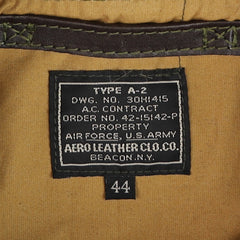 TYPE A-2
DWG. NO. 30H1415
A.C. CONTRACT
ORDER NO. 42-15142-P
PROPERTY
AIR FORCE, U.S. ARMY
AERO LEATHER CLO.CO.
BEACON, N.Y.
44